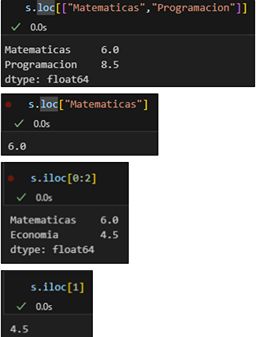 s.loc[["Matematicas","Programacion"]]
0.0s
Matematicas     6.0
Programacion    8.5
dtype: float64
s.loc["Matematicas"]
0.0s
6.0
s.iloc[0:2]
0.0s
Matematicas    6.0
Economia       4.5
dtype: float64
s.iloc[1]
0.0s
4.5